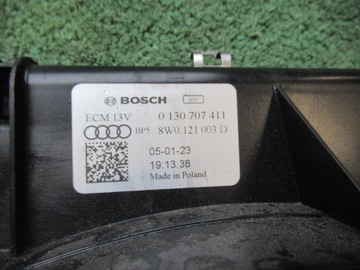 BOSCH
ECM 13V 0 130 707 411
BP5 8W0 121 003 D
05-01-23
19:13:38
Made in Poland